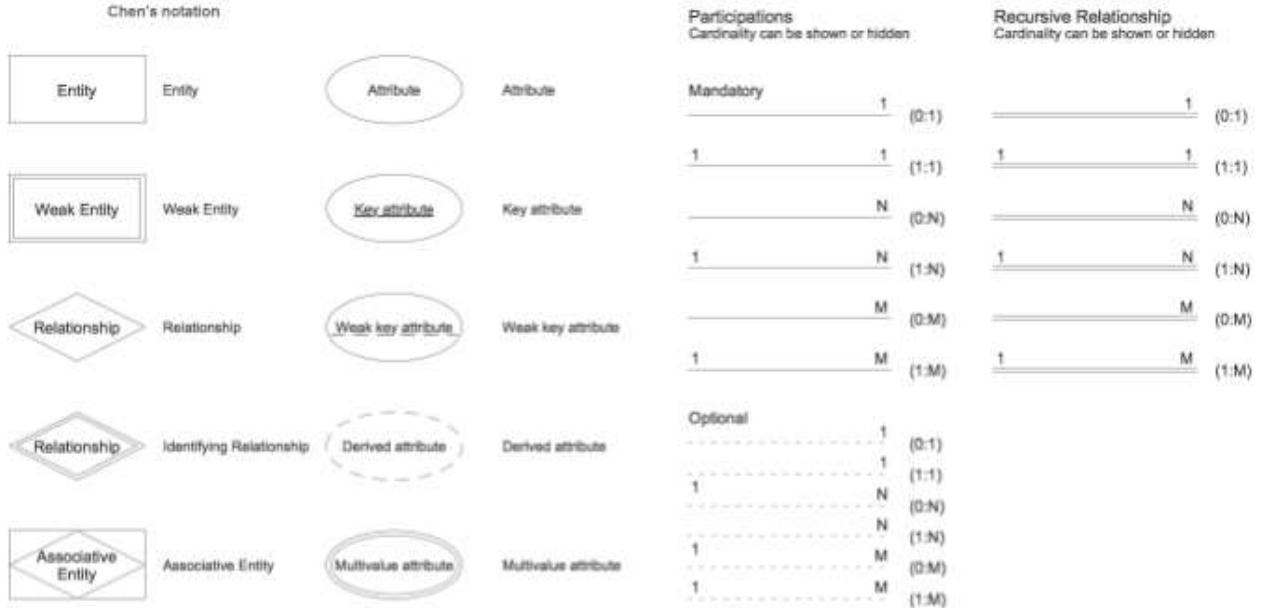 Chen's notation
Entity
Entity
Attribute
Attribute
Weak Entity
Weak Entity
Key attribute
Key attribute
Relationship
Relationship
Weak key attribute
Weak key attribute
Relationship
Identifying Relationship
Derived attribute
Derived attribute
Associative
Entity
Associative Entity
Multivalue attribute
Multivalue attribute
Participations
Cardinality can be shown or hidden
Mandatory
1 (0:1)
1 1 (1:1)
N (0:N)
1 N (1:N)
M (0:M)
1 M (1:M)
Optional
1 (0:1)
1 (1:1)
1 N (0:N)
N (1:N)
1 M (0:M)
1 M (1:M)
Recursive Relationship
Cardinality can be shown or hidden
1 (0:1)
1 1 (1:1)
N (0:N)
1 N (1:N)
M (0:M)
1 M (1:M)